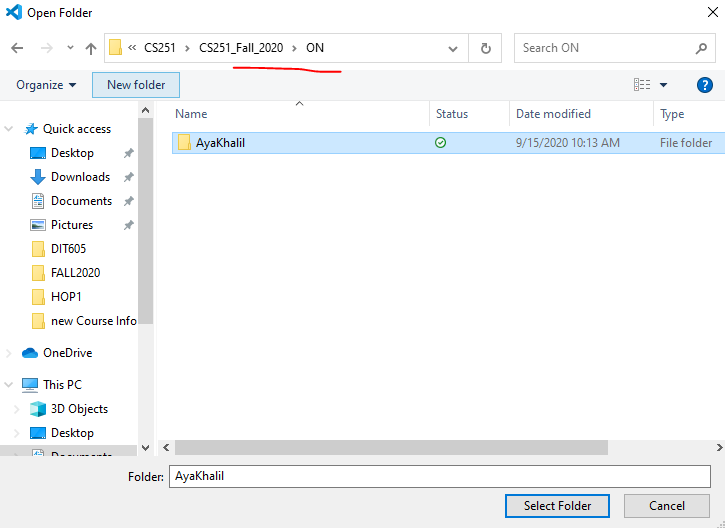 Open Folder
« CS251 > CS251_Fall_2020 > ON
Search ON
Organize
New folder
?
Name
Status
Date modified
Type
Quick access
Desktop
Downloads
Documents
Pictures
DIT605
FALL2020
HOP1
new Course Info
OneDrive
This PC
3D Objects
Desktop
Documents
AyaKhalil
9/15/2020 10:13 AM
File folder
Folder:
AyaKhalil
Select Folder
Cancel